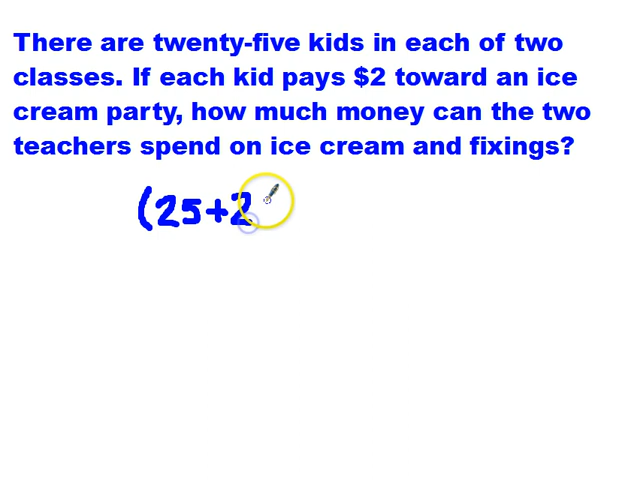 There are twenty-five kids in each of two
classes. If each kid pays $2 toward an ice
cream party, how much money can the two
teachers spend on ice cream and fixings?
(25+2